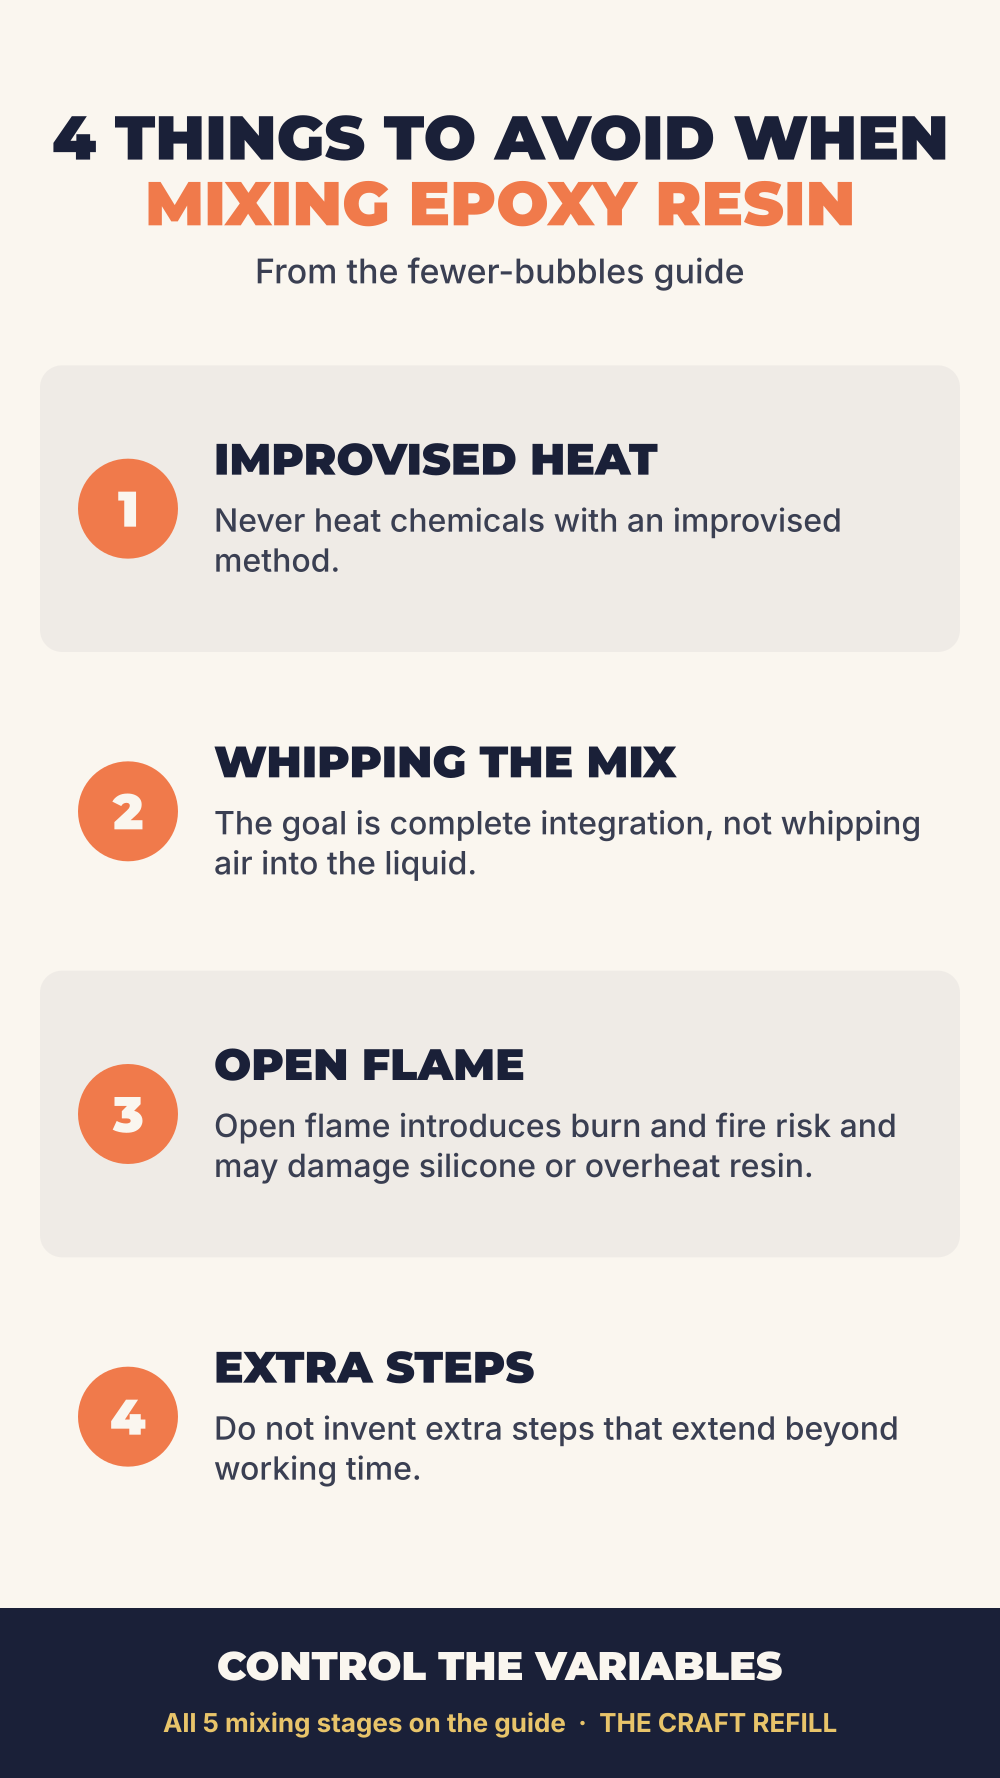 4 THINGS TO AVOID WHEN
MIXING EPOXY RESIN
From the fewer-bubbles guide
1
IMPROVISED HEAT
Never heat chemicals with an improvised
method.
2
WHIPPING THE MIX
The goal is complete integration, not whipping
air into the liquid.
3
OPEN FLAME
Open flame introduces burn and fire risk and
may damage silicone or overheat resin.
4
EXTRA STEPS
Do not invent extra steps that extend beyond
working time.
CONTROL THE VARIABLES
All 5 mixing stages on the guide · THE CRAFT REFILL